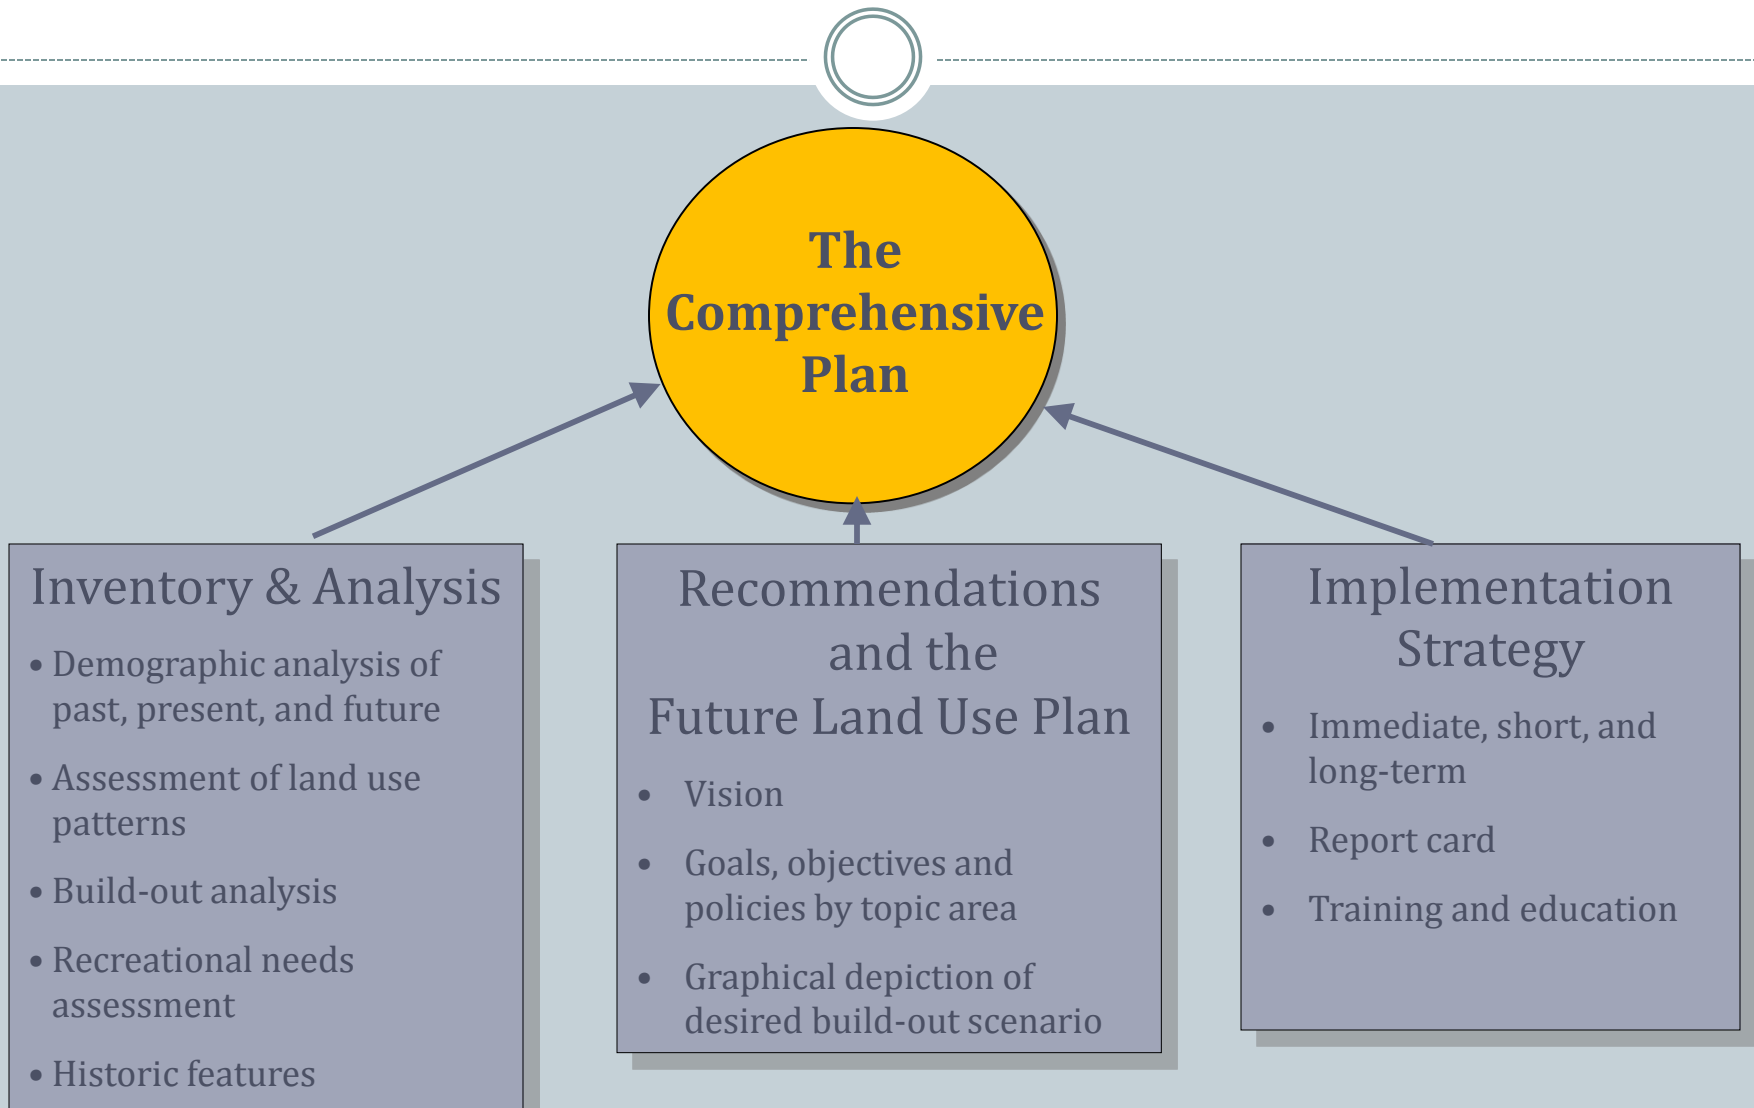 The
Comprehensive
Plan
Inventory & Analysis
• Demographic analysis of
past, present, and future
• Assessment of land use
patterns
• Build-out analysis
• Recreational needs
assessment
• Historic features
Recommendations
and the
Future Land Use Plan
• Vision
• Goals, objectives and
policies by topic area
• Graphical depiction of
desired build-out scenario
Implementation
Strategy
• Immediate, short, and
long-term
• Report card
• Training and education